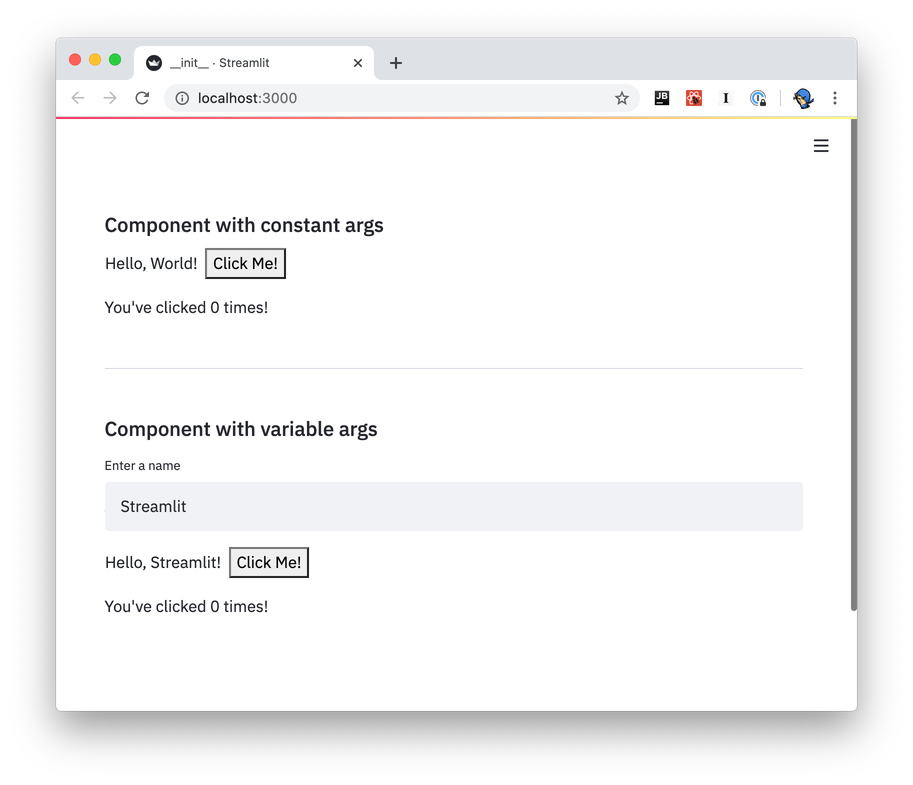 __init__ · Streamlit
localhost:3000
JB
I
Component with constant args
Hello, World! Click Me!
You've clicked 0 times!
Component with variable args
Enter a name
Streamlit
Hello, Streamlit! Click Me!
You've clicked 0 times!